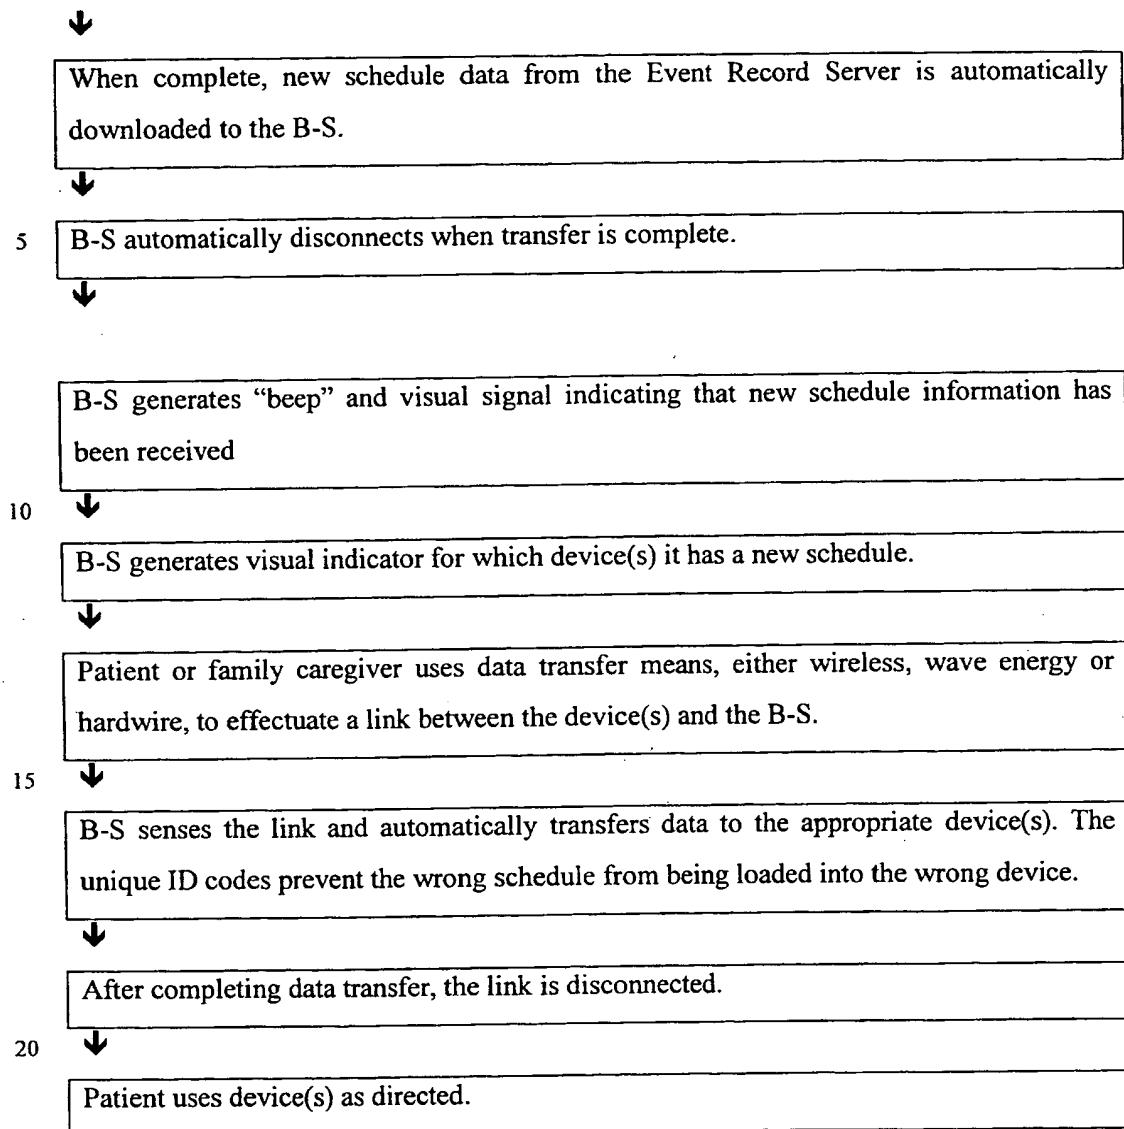 When complete, new schedule data from the Event Record Server is automatically
downloaded to the B-S.
5 B-S automatically disconnects when transfer is complete.
B-S generates “beep” and visual signal indicating that new schedule information has
been received
10
B-S generates visual indicator for which device(s) it has a new schedule.
Patient or family caregiver uses data transfer means, either wireless, wave energy or
hardwire, to effectuate a link between the device(s) and the B-S.
15
B-S senses the link and automatically transfers data to the appropriate device(s). The
unique ID codes prevent the wrong schedule from being loaded into the wrong device.
After completing data transfer, the link is disconnected.
20
Patient uses device(s) as directed.